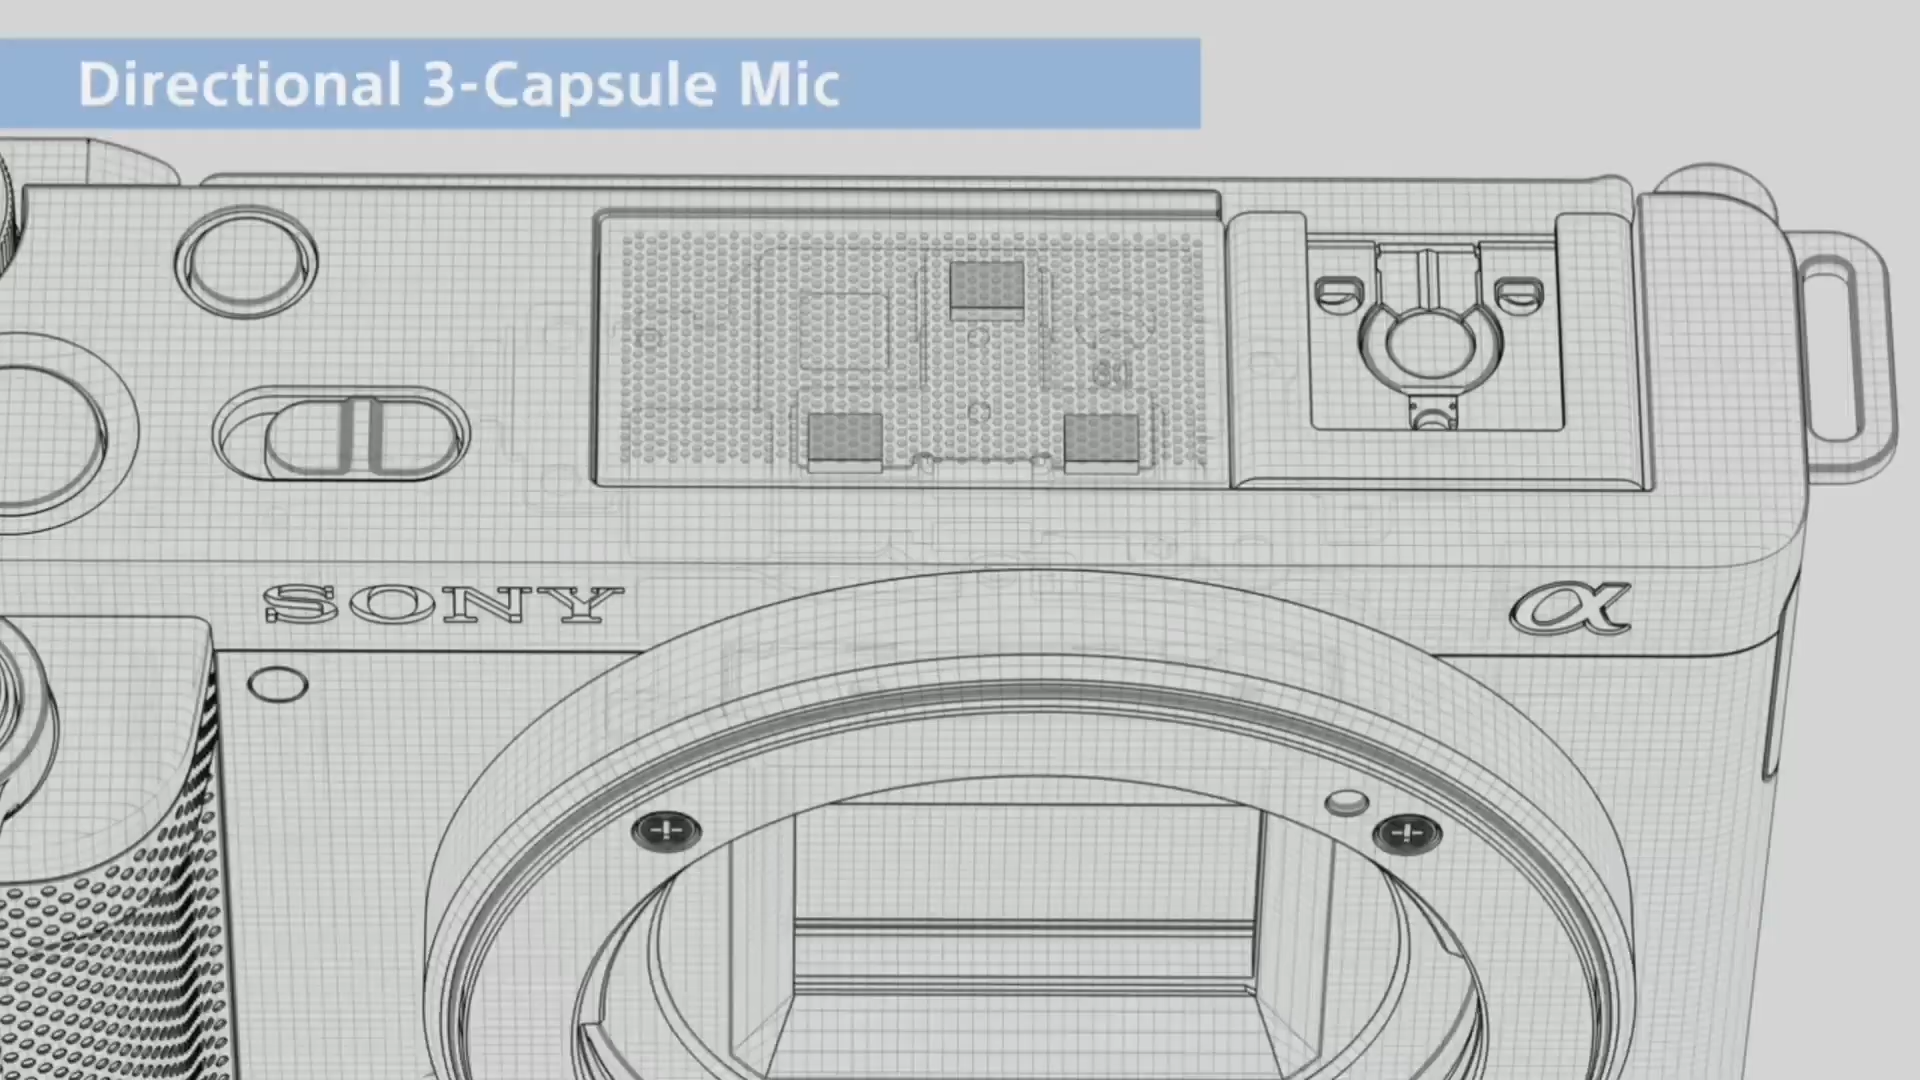 Directional 3-Capsule Mic
SONY
α